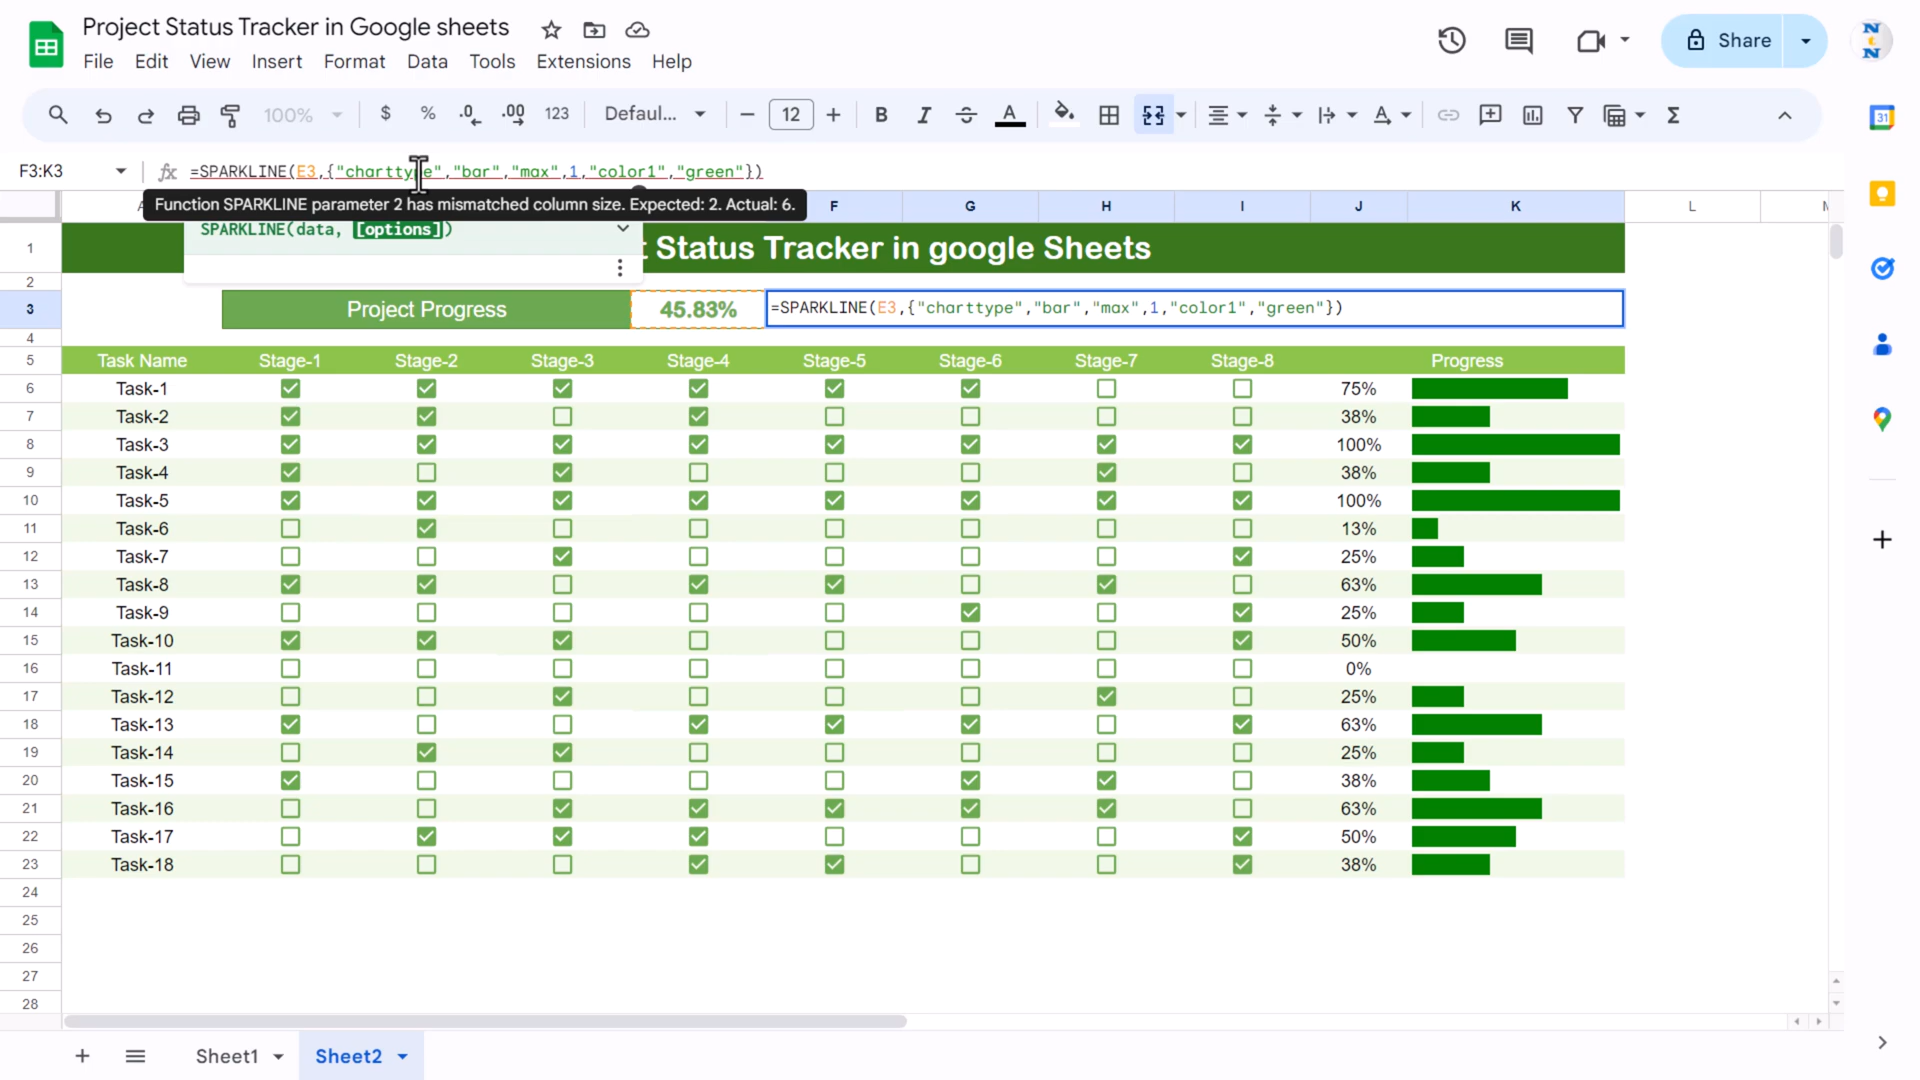 Project Status Tracker in Google sheets
File Edit View Insert Format Data Tools Extensions Help
Share
100% $ % .0 .00 123 Defaul... 12 B I A
31
F3:K3 fx =SPARKLINE(E3,{"charttype","bar","max",1,"color1","green"})
Function SPARKLINE parameter 2 has mismatched column size. Expected: 2. Actual: 6.
F G H I J K L
SPARKLINE(data, [options])
1 t Status Tracker in google Sheets
2
3 Project Progress 45.83% =SPARKLINE(E3,{"charttype","bar","max",1,"color1","green"})
4
5 Task Name Stage-1 Stage-2 Stage-3 Stage-4 Stage-5 Stage-6 Stage-7 Stage-8 Progress
6 Task-1 75%
7 Task-2 38%
8 Task-3 100%
9 Task-4 38%
10 Task-5 100%
11 Task-6 13%
12 Task-7 25%
13 Task-8 63%
14 Task-9 25%
15 Task-10 50%
16 Task-11 0%
17 Task-12 25%
18 Task-13 63%
19 Task-14 25%
20 Task-15 38%
21 Task-16 63%
22 Task-17 50%
23 Task-18 38%
24
25
26
27
28
Sheet1 Sheet2